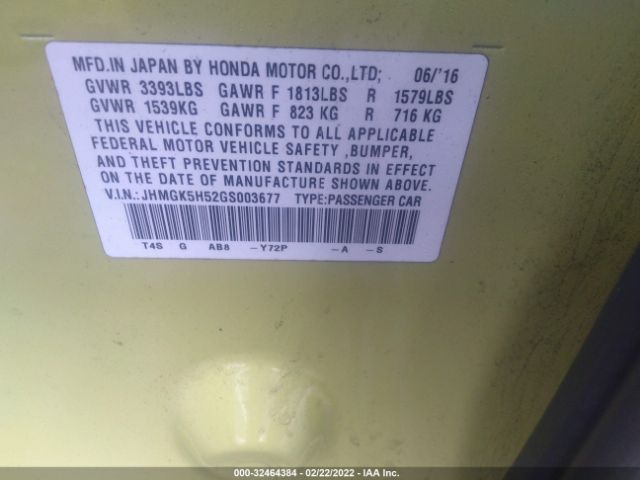 MFD.IN JAPAN BY HONDA MOTOR CO.,LTD; 06/'16
GVWR 3393LBS GAWR F 1813LBS R 1579LBS
GVWR 1539KG GAWR F 823 KG R 716 KG
THIS VEHICLE CONFORMS TO ALL APPLICABLE
FEDERAL MOTOR VEHICLE SAFETY ,BUMPER,
AND THEFT PREVENTION STANDARDS IN EFFECT
ON THE DATE OF MANUFACTURE SHOWN ABOVE.
V.I.N.: JHMGK5H52GS003677 TYPE:PASSENGER CAR
T4S G AB8 –Y72P –A –S
000-32464384 - 02/22/2022 - IAA Inc.